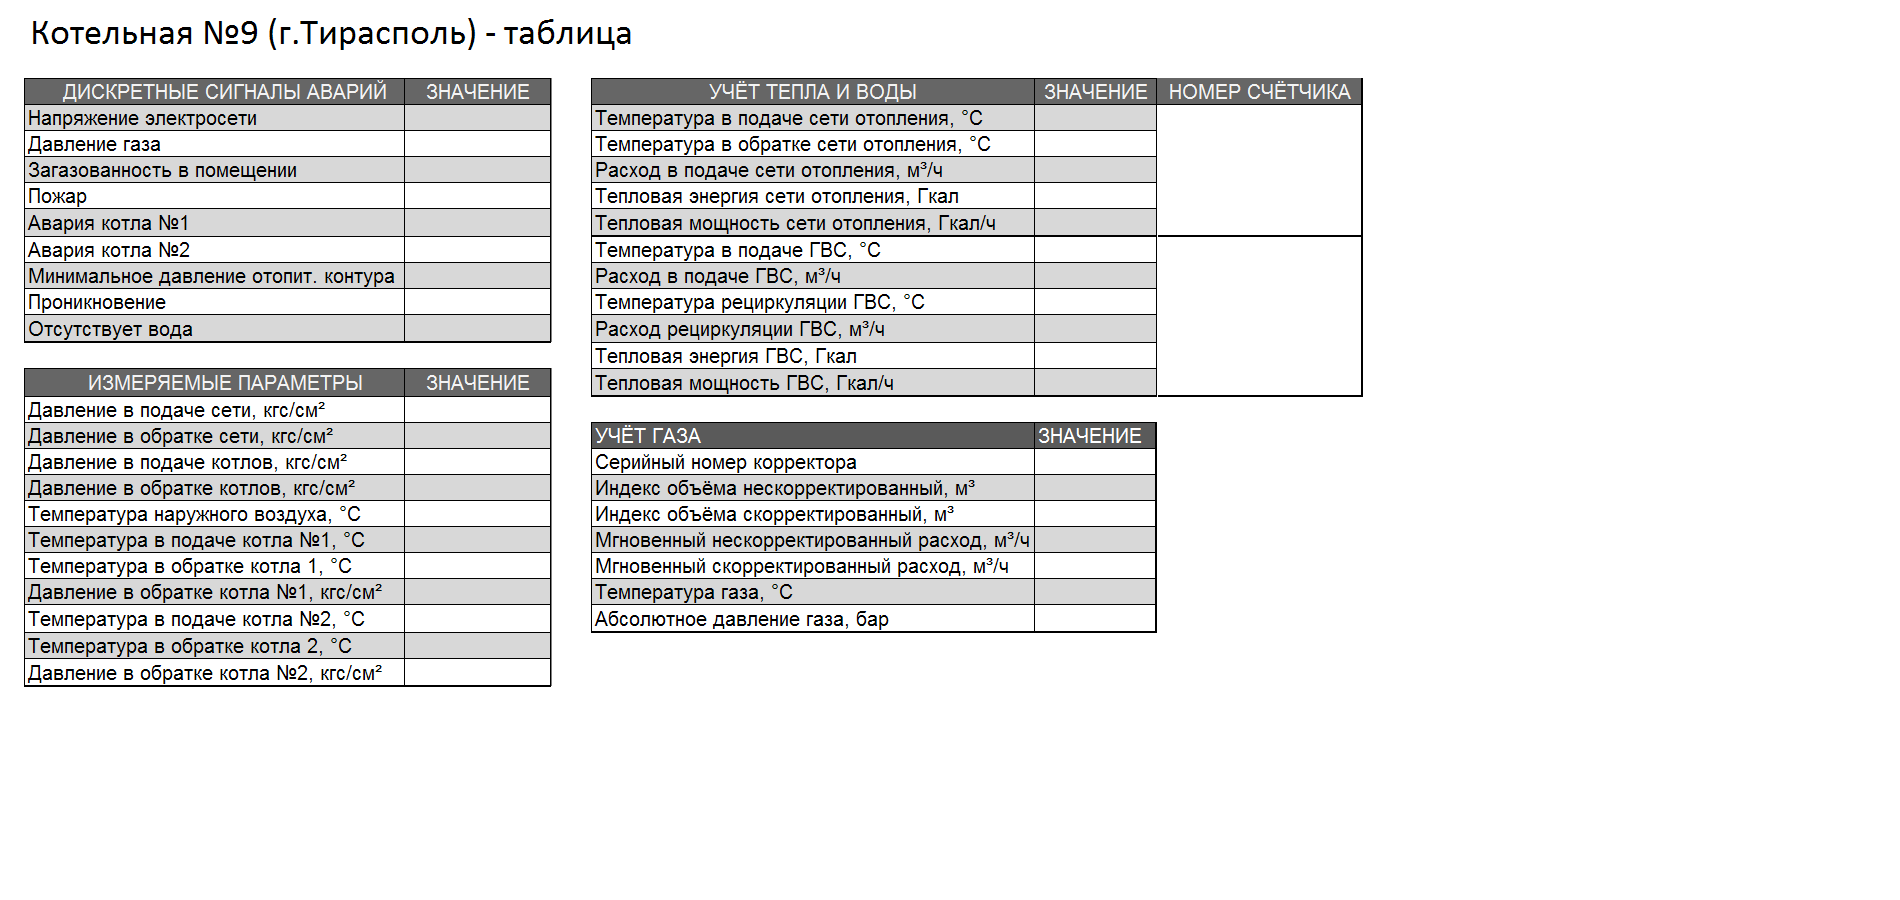 Котельная №9 (г.Тирасполь) - таблица
ДИСКРЕТНЫЕ СИГНАЛЫ АВАРИЙ ЗНАЧЕНИЕ
Напряжение электросети
Давление газа
Загазованность в помещении
Пожар
Авария котла №1
Авария котла №2
Минимальное давление отопит. контура
Проникновение
Отсутствует вода
ИЗМЕРЯЕМЫЕ ПАРАМЕТРЫ ЗНАЧЕНИЕ
Давление в подаче сети, кгс/см²
Давление в обратке сети, кгс/см²
Давление в подаче котлов, кгс/см²
Давление в обратке котлов, кгс/см²
Температура наружного воздуха, °C
Температура в подаче котла №1, °C
Температура в обратке котла 1, °C
Давление в обратке котла №1, кгс/см²
Температура в подаче котла №2, °C
Температура в обратке котла 2, °C
Давление в обратке котла №2, кгс/см²
УЧЁТ ТЕПЛА И ВОДЫ ЗНАЧЕНИЕ НОМЕР СЧЁТЧИКА
Температура в подаче сети отопления, °C
Температура в обратке сети отопления, °C
Расход в подаче сети отопления, м³/ч
Тепловая энергия сети отопления, Гкал
Тепловая мощность сети отопления, Гкал/ч
Температура в подаче ГВС, °C
Расход в подаче ГВС, м³/ч
Температура рециркуляции ГВС, °C
Расход рециркуляции ГВС, м³/ч
Тепловая энергия ГВС, Гкал
Тепловая мощность ГВС, Гкал/ч
УЧЁТ ГАЗА ЗНАЧЕНИЕ
Серийный номер корректора
Индекс объёма нескорректированный, м³
Индекс объёма скорректированный, м³
Мгновенный нескорректированный расход, м³/ч
Мгновенный скорректированный расход, м³/ч
Температура газа, °C
Абсолютное давление газа, бар